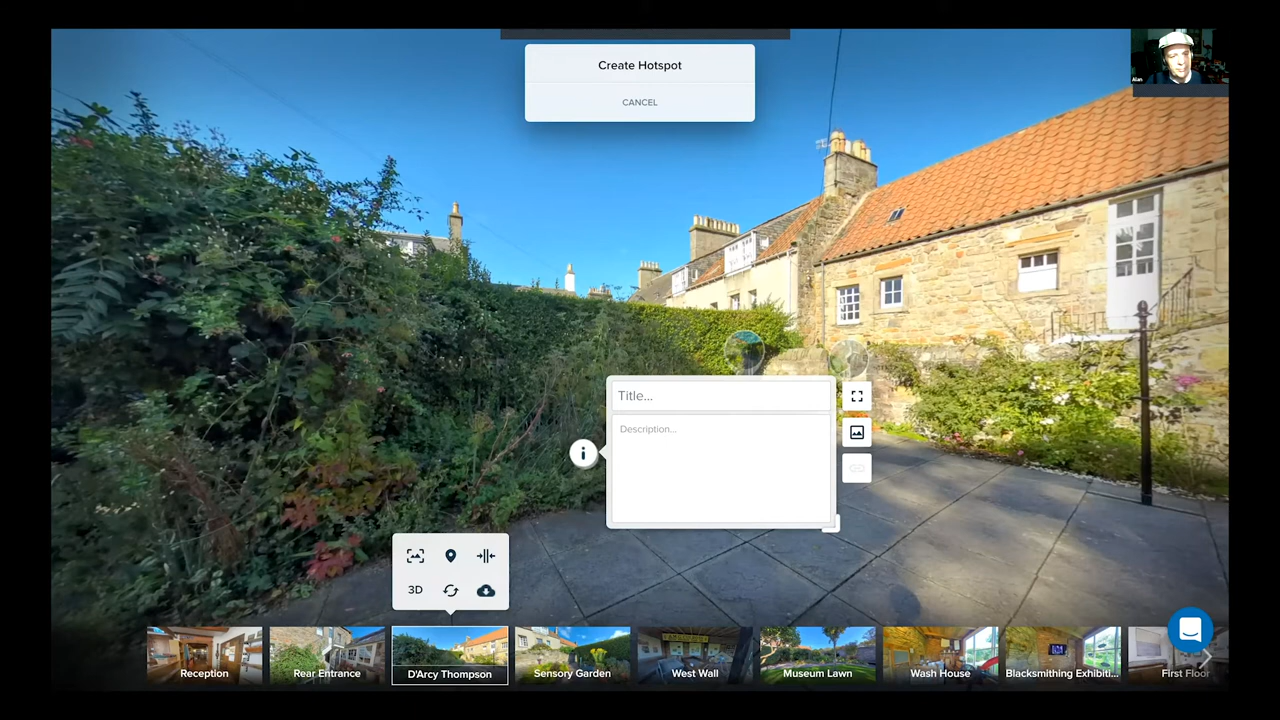 Create Hotspot
CANCEL
Alan
Title...
Description...
3D
Reception
Rear Entrance
D'Arcy Thompson
Sensory Garden
West Wall
Museum Lawn
Wash House
Blacksmithing Exhibiti...
First Floor